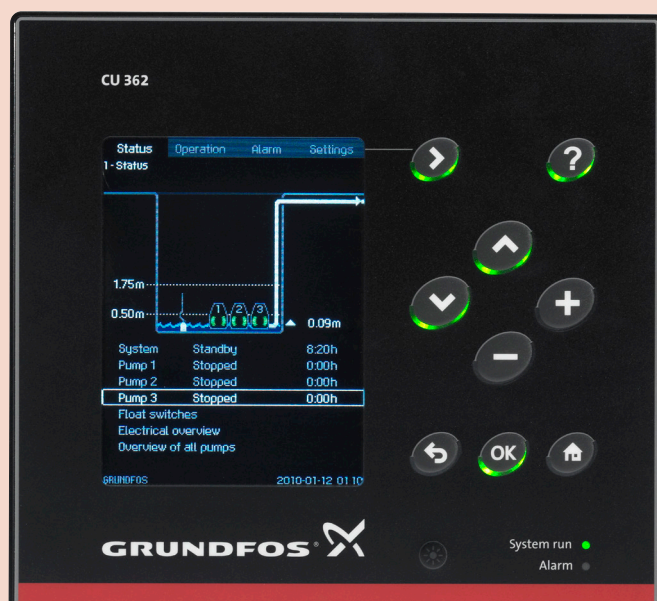 CU 362
Status Operation Alarm Settings
1 - Status
?
1.75m
0.50m
1 2 3
0.09m
System Standby 8:20h
Pump 1 Stopped 0:00h
Pump 2 Stopped 0:00h
Pump 3 Stopped 0:00h
Float switches
Electrical overview
Overview of all pumps
OK
GRUNDFOS 2010-01-12 01:10
GRUNDFOS
System run
Alarm